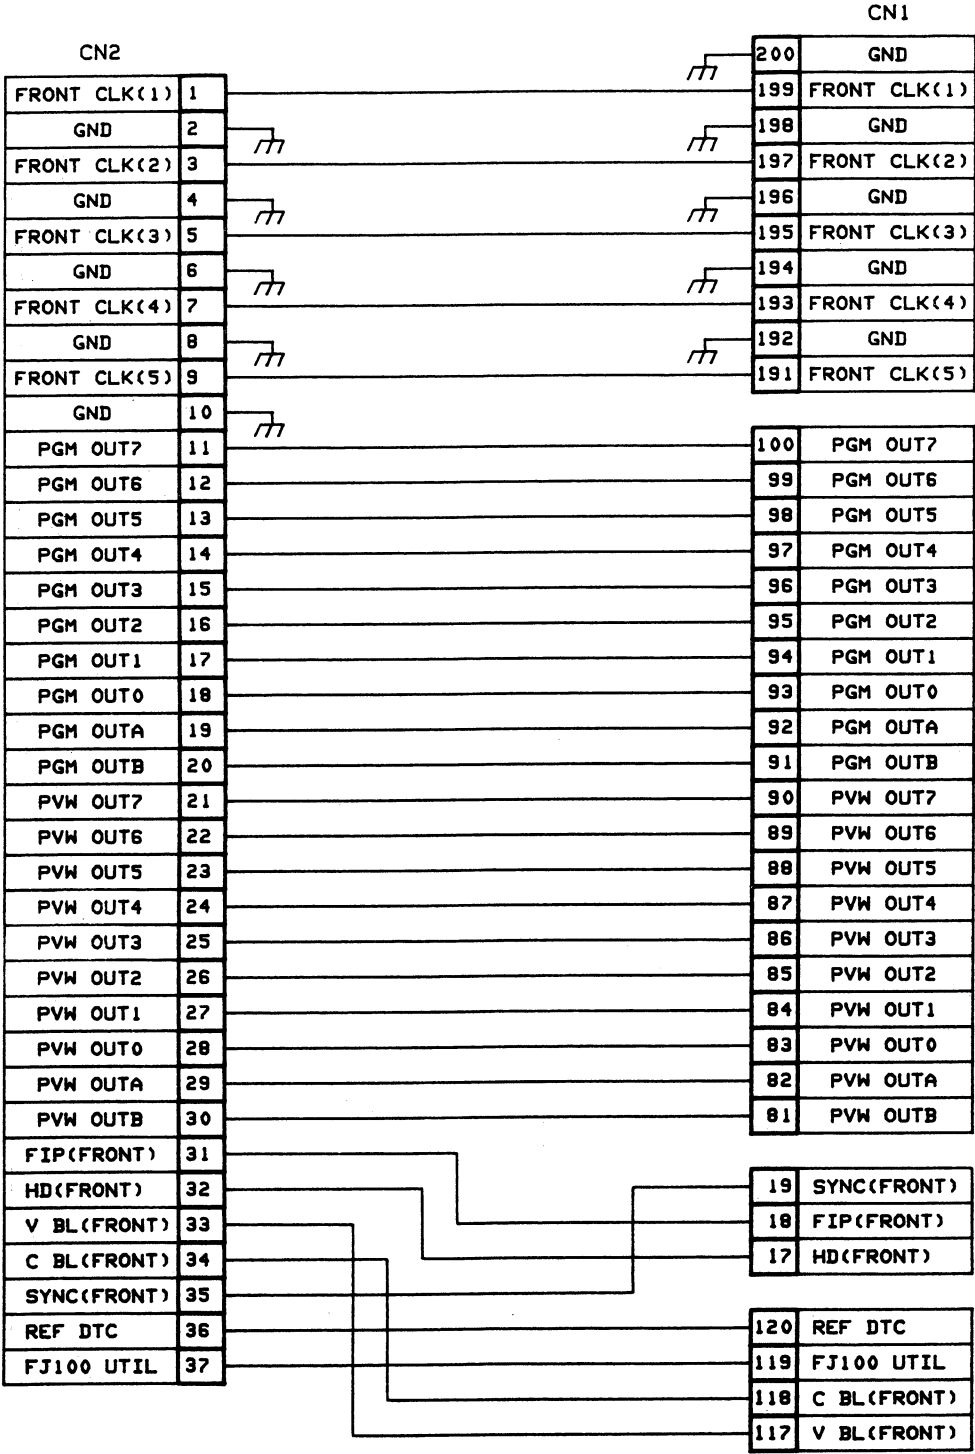 CN2
FRONT CLK(1) 1
GND 2
FRONT CLK(2) 3
GND 4
FRONT CLK(3) 5
GND 6
FRONT CLK(4) 7
GND 8
FRONT CLK(5) 9
GND 10
PGM OUT7 11
PGM OUT6 12
PGM OUT5 13
PGM OUT4 14
PGM OUT3 15
PGM OUT2 16
PGM OUT1 17
PGM OUT0 18
PGM OUTA 19
PGM OUTB 20
PVW OUT7 21
PVW OUT6 22
PVW OUT5 23
PVW OUT4 24
PVW OUT3 25
PVW OUT2 26
PVW OUT1 27
PVW OUT0 28
PVW OUTA 29
PVW OUTB 30
FIP(FRONT) 31
HD(FRONT) 32
V BL(FRONT) 33
C BL(FRONT) 34
SYNC(FRONT) 35
REF DTC 36
FJ100 UTIL 37
CN1
200 GND
199 FRONT CLK(1)
198 GND
197 FRONT CLK(2)
196 GND
195 FRONT CLK(3)
194 GND
193 FRONT CLK(4)
192 GND
191 FRONT CLK(5)
100 PGM OUT7
99 PGM OUT6
98 PGM OUT5
97 PGM OUT4
96 PGM OUT3
95 PGM OUT2
94 PGM OUT1
93 PGM OUT0
92 PGM OUTA
91 PGM OUTB
90 PVW OUT7
89 PVW OUT6
88 PVW OUT5
87 PVW OUT4
86 PVW OUT3
85 PVW OUT2
84 PVW OUT1
83 PVW OUT0
82 PVW OUTA
81 PVW OUTB
19 SYNC(FRONT)
18 FIP(FRONT)
17 HD(FRONT)
120 REF DTC
119 FJ100 UTIL
118 C BL(FRONT)
117 V BL(FRONT)